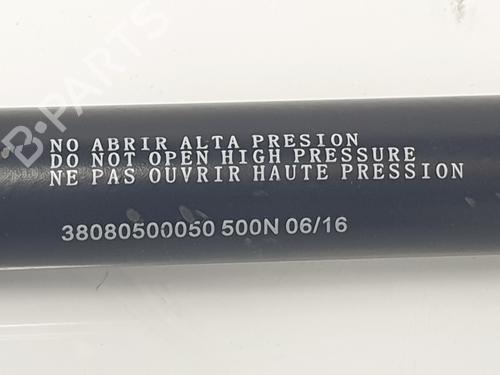 B-PARTS
NO ABRIR ALTA PRESION
DO NOT OPEN HIGH PRESSURE
NE PAS OUVRIR HAUTE PRESSION
38080500050 500N 06/16